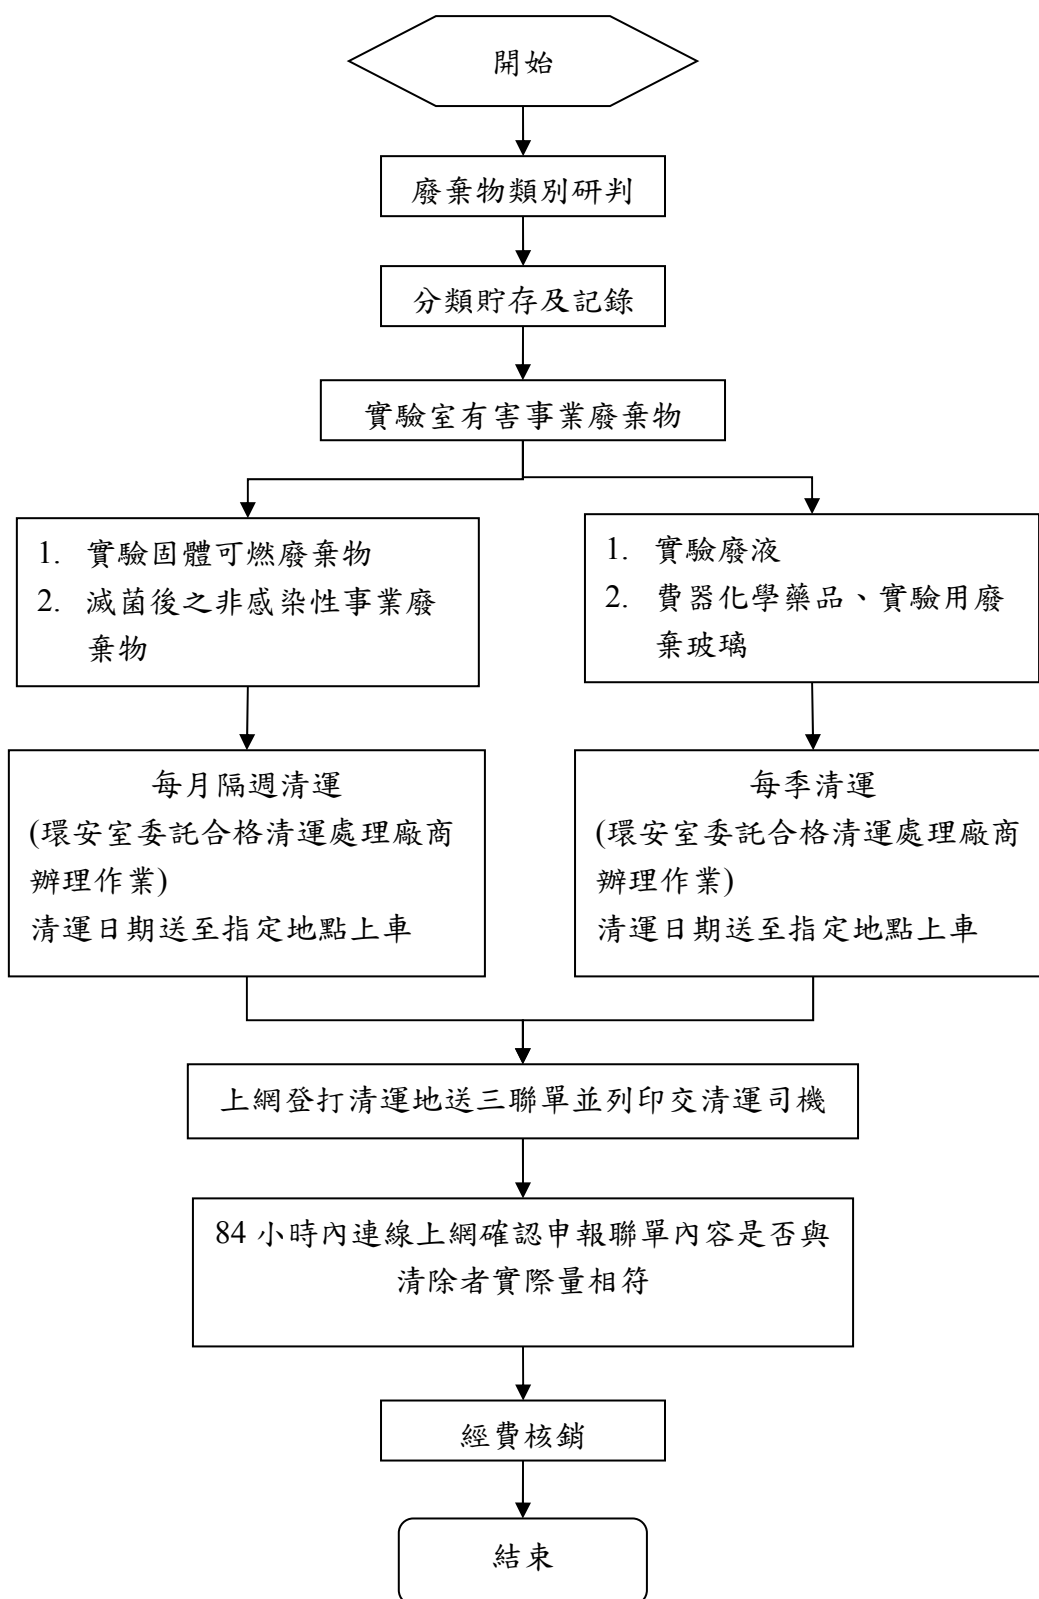 開始
廢棄物類別研判
分類貯存及記錄
實驗室有害事業廢棄物
1. 實驗固體可燃廢棄物
2. 滅菌後之非感染性事業廢
棄物
1. 實驗廢液
2. 費器化學藥品、實驗用廢
棄玻璃
每月隔週清運
(環安室委託合格清運處理廠商
辦理作業)
清運日期送至指定地點上車
每季清運
(環安室委託合格清運處理廠商
辦理作業)
清運日期送至指定地點上車
上網登打清運地送三聯單並列印交清運司機
84 小時內連線上網確認申報聯單內容是否與
清除者實際量相符
經費核銷
結束